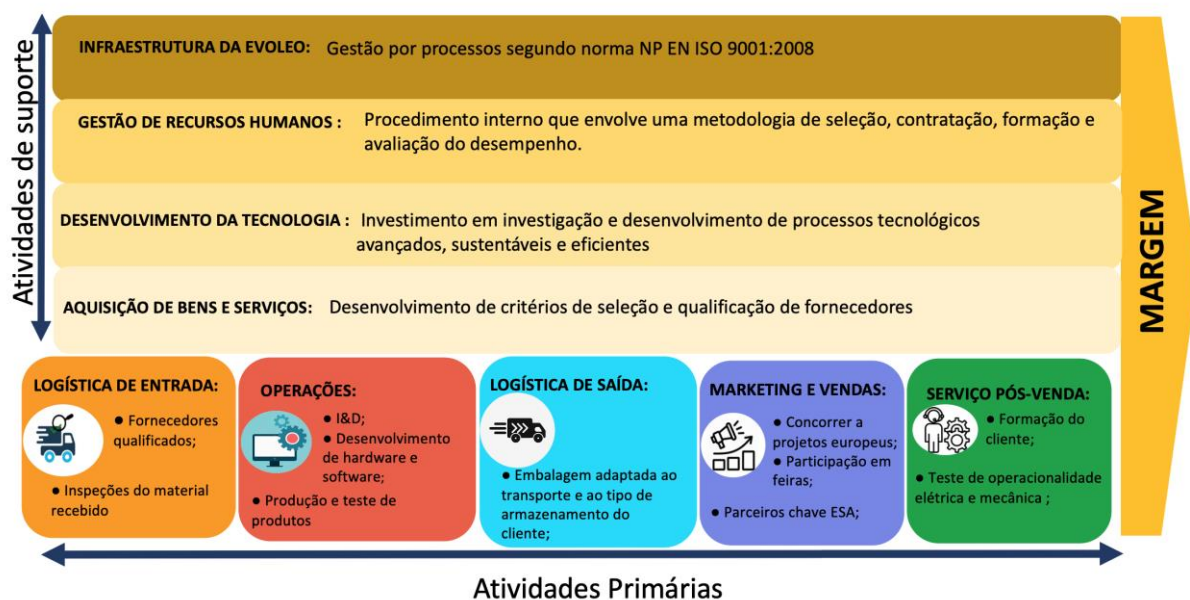 Atividades de suporte
INFRAESTRUTURA DA EVOLEO: Gestão por processos segundo norma NP EN ISO 9001:2008
GESTÃO DE RECURSOS HUMANOS : Procedimento interno que envolve uma metodologia de seleção, contratação, formação e
avaliação do desempenho.
DESENVOLVIMENTO DA TECNOLOGIA : Investimento em investigação e desenvolvimento de processos tecnológicos
avançados, sustentáveis e eficientes
AQUISIÇÃO DE BENS E SERVIÇOS: Desenvolvimento de critérios de seleção e qualificação de fornecedores
MARGEM
LOGÍSTICA DE ENTRADA:
● Fornecedores
qualificados;
● Inspeções do material
recebido
OPERAÇÕES:
● I&D;
● Desenvolvimento
de hardware e
software;
● Produção e teste de
produtos
LOGÍSTICA DE SAÍDA:
● Embalagem adaptada ao
transporte e ao tipo de
armazenamento do
cliente;
MARKETING E VENDAS:
● Concorrer a
projetos europeus;
● Participação em
feiras;
● Parceiros chave ESA;
SERVIÇO PÓS-VENDA:
● Formação do
cliente;
● Teste de operacionalidade
elétrica e mecânica ;
Atividades Primárias